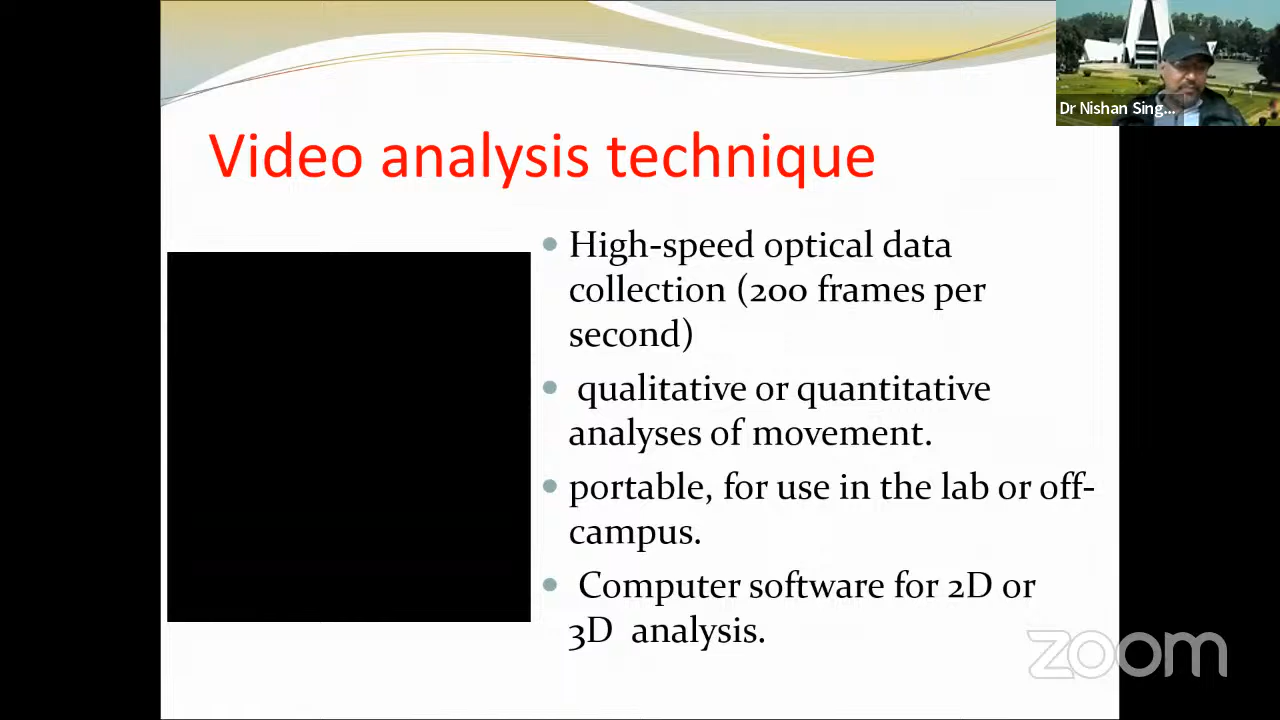 Dr Nishan Sing...
Video analysis technique
High-speed optical data
collection (200 frames per
second)
qualitative or quantitative
analyses of movement.
portable, for use in the lab or off-
campus.
Computer software for 2D or
3D analysis.
zoom